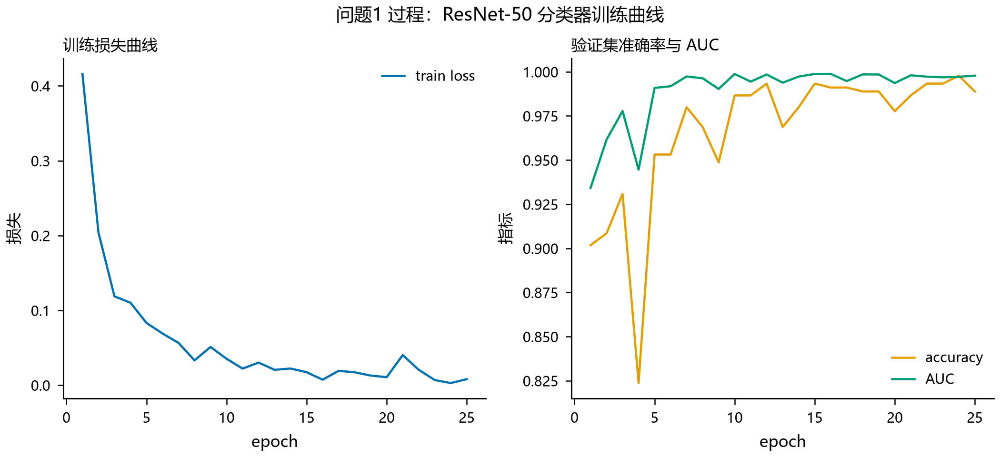 问题1 过程：ResNet-50 分类器训练曲线
训练损失曲线
train loss
0.4
0.3
0.2
0.1
0.0
损失
0 5 10 15 20 25
epoch
验证集准确率与 AUC
1.000
0.975
0.950
0.925
0.900
0.875
0.850
0.825
指标
accuracy
AUC
0 5 10 15 20 25
epoch